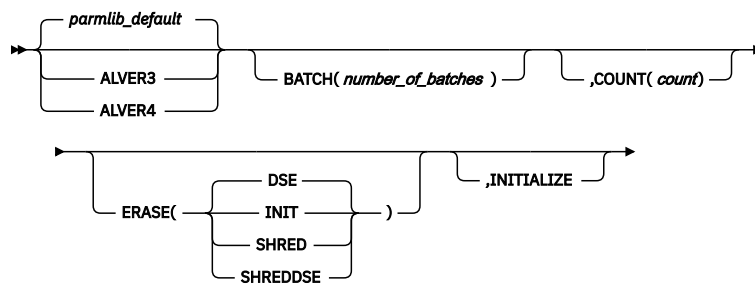 parmlib_default
ALVER3
ALVER4
BATCH( number_of_batches )
,COUNT( count)
ERASE(
DSE
INIT
SHRED
SHREDDSE
)
,INITIALIZE